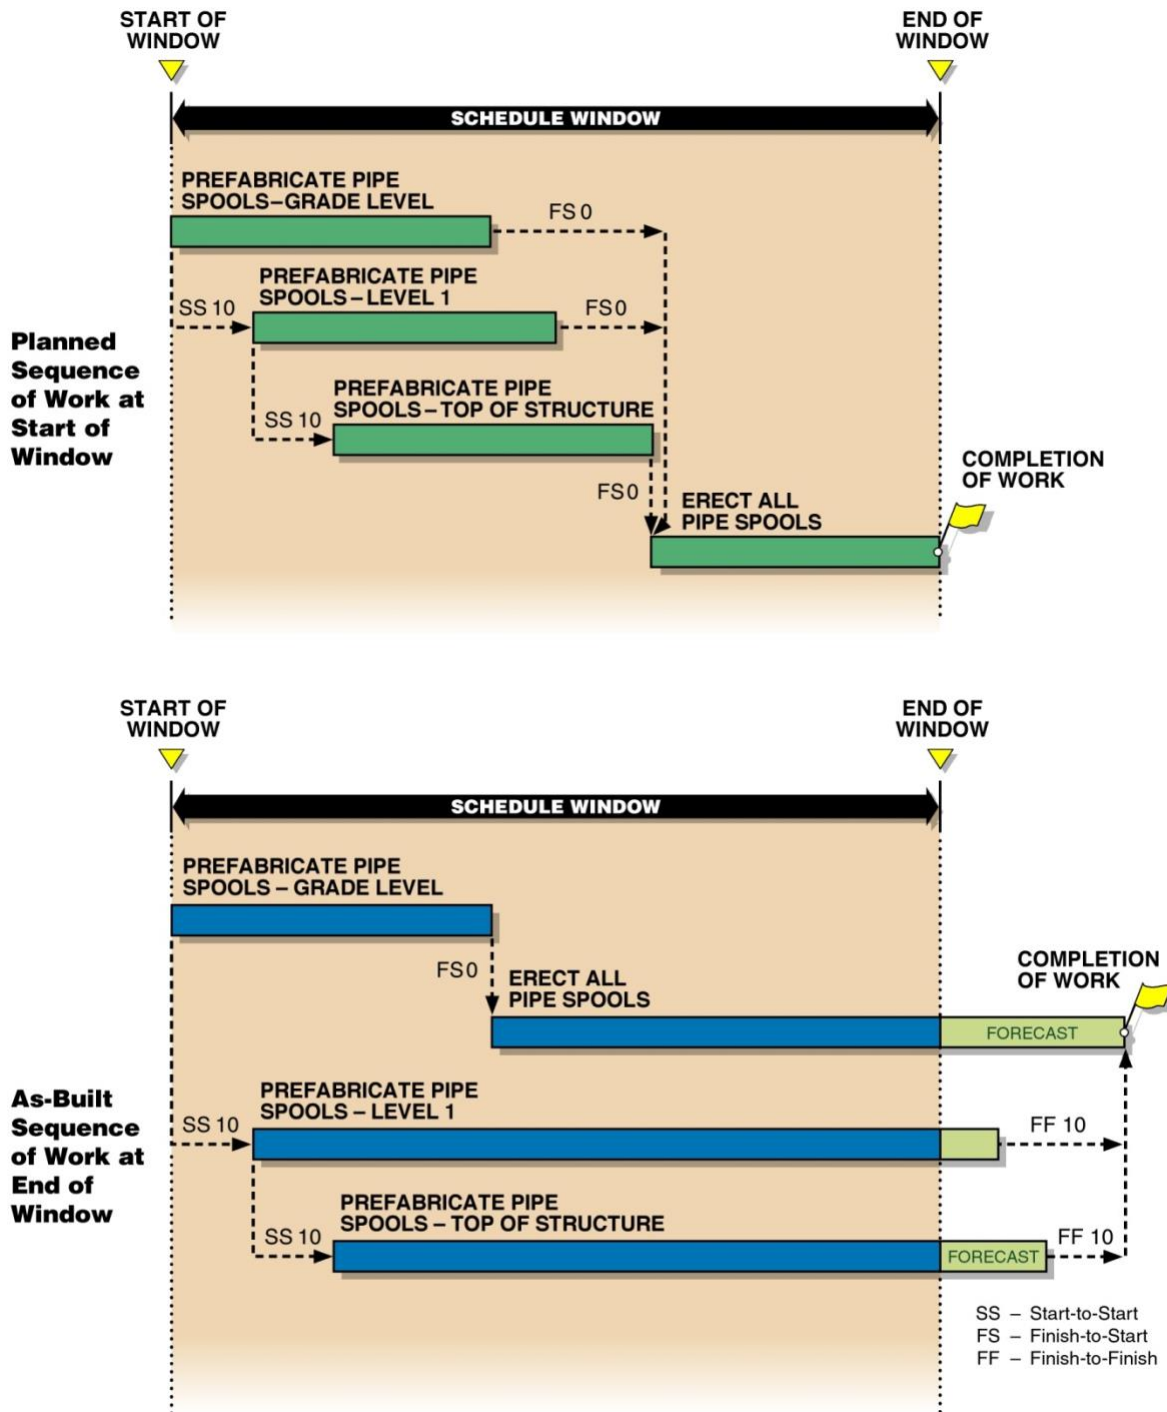 START OF
WINDOW
END OF
WINDOW
SCHEDULE WINDOW
PREFABRICATE PIPE
SPOOLS–GRADE LEVEL
FS 0
PREFABRICATE PIPE
SPOOLS – LEVEL 1
SS 10
FS 0
Planned
Sequence
of Work at
Start of
Window
PREFABRICATE PIPE
SPOOLS – TOP OF STRUCTURE
SS 10
FS 0
ERECT ALL
PIPE SPOOLS
COMPLETION
OF WORK
START OF
WINDOW
END OF
WINDOW
SCHEDULE WINDOW
PREFABRICATE PIPE
SPOOLS – GRADE LEVEL
FS 0
ERECT ALL
PIPE SPOOLS
COMPLETION
OF WORK
FORECAST
As-Built
Sequence
of Work at
End of
Window
PREFABRICATE PIPE
SPOOLS – LEVEL 1
SS 10
FF 10
PREFABRICATE PIPE
SPOOLS – TOP OF STRUCTURE
SS 10
FORECAST
FF 10
SS – Start-to-Start
FS – Finish-to-Start
FF – Finish-to-Finish